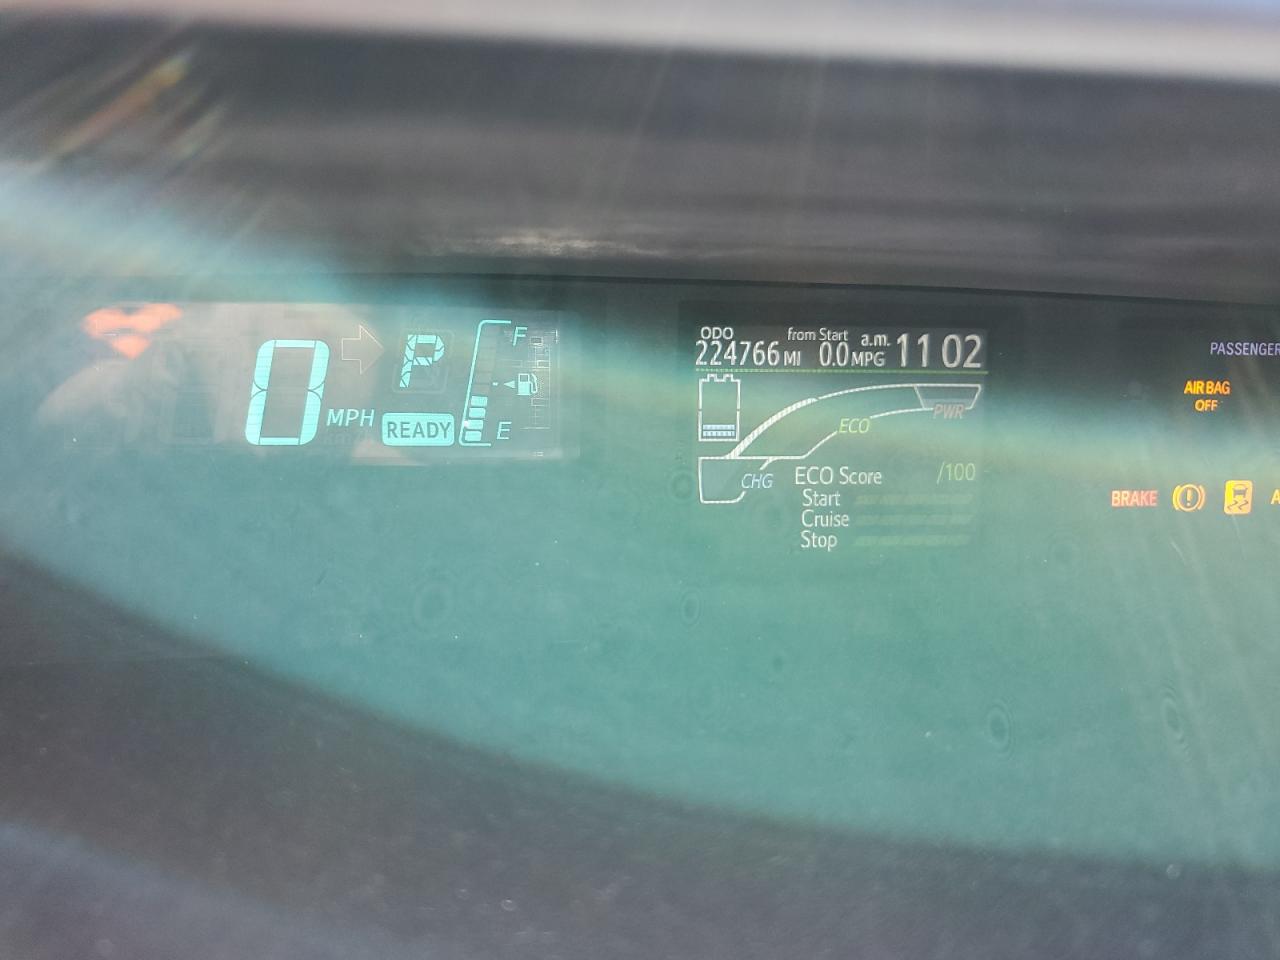 0 MPH
P
READY
F
E
ODO from Start a.m. 11 02
224766 MI 0.0 MPG
PWR
ECO
CHG
ECO Score /100
Start
Cruise
Stop
PASSENGER
AIR BAG
OFF
BRAKE
A